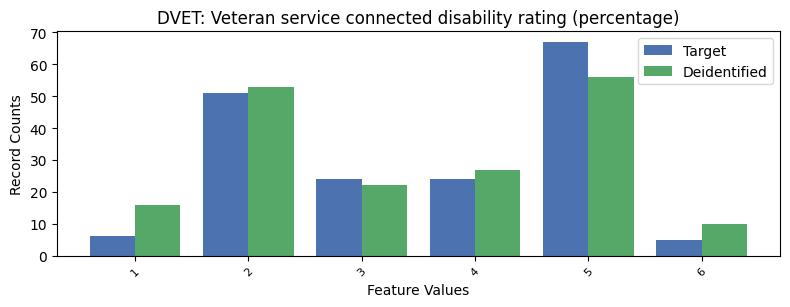 DVET: Veteran service connected disability rating (percentage)
70
60
50
40
30
20
10
0
Record Counts
Target
Deidentified
1 2 3 4 5 6
Feature Values